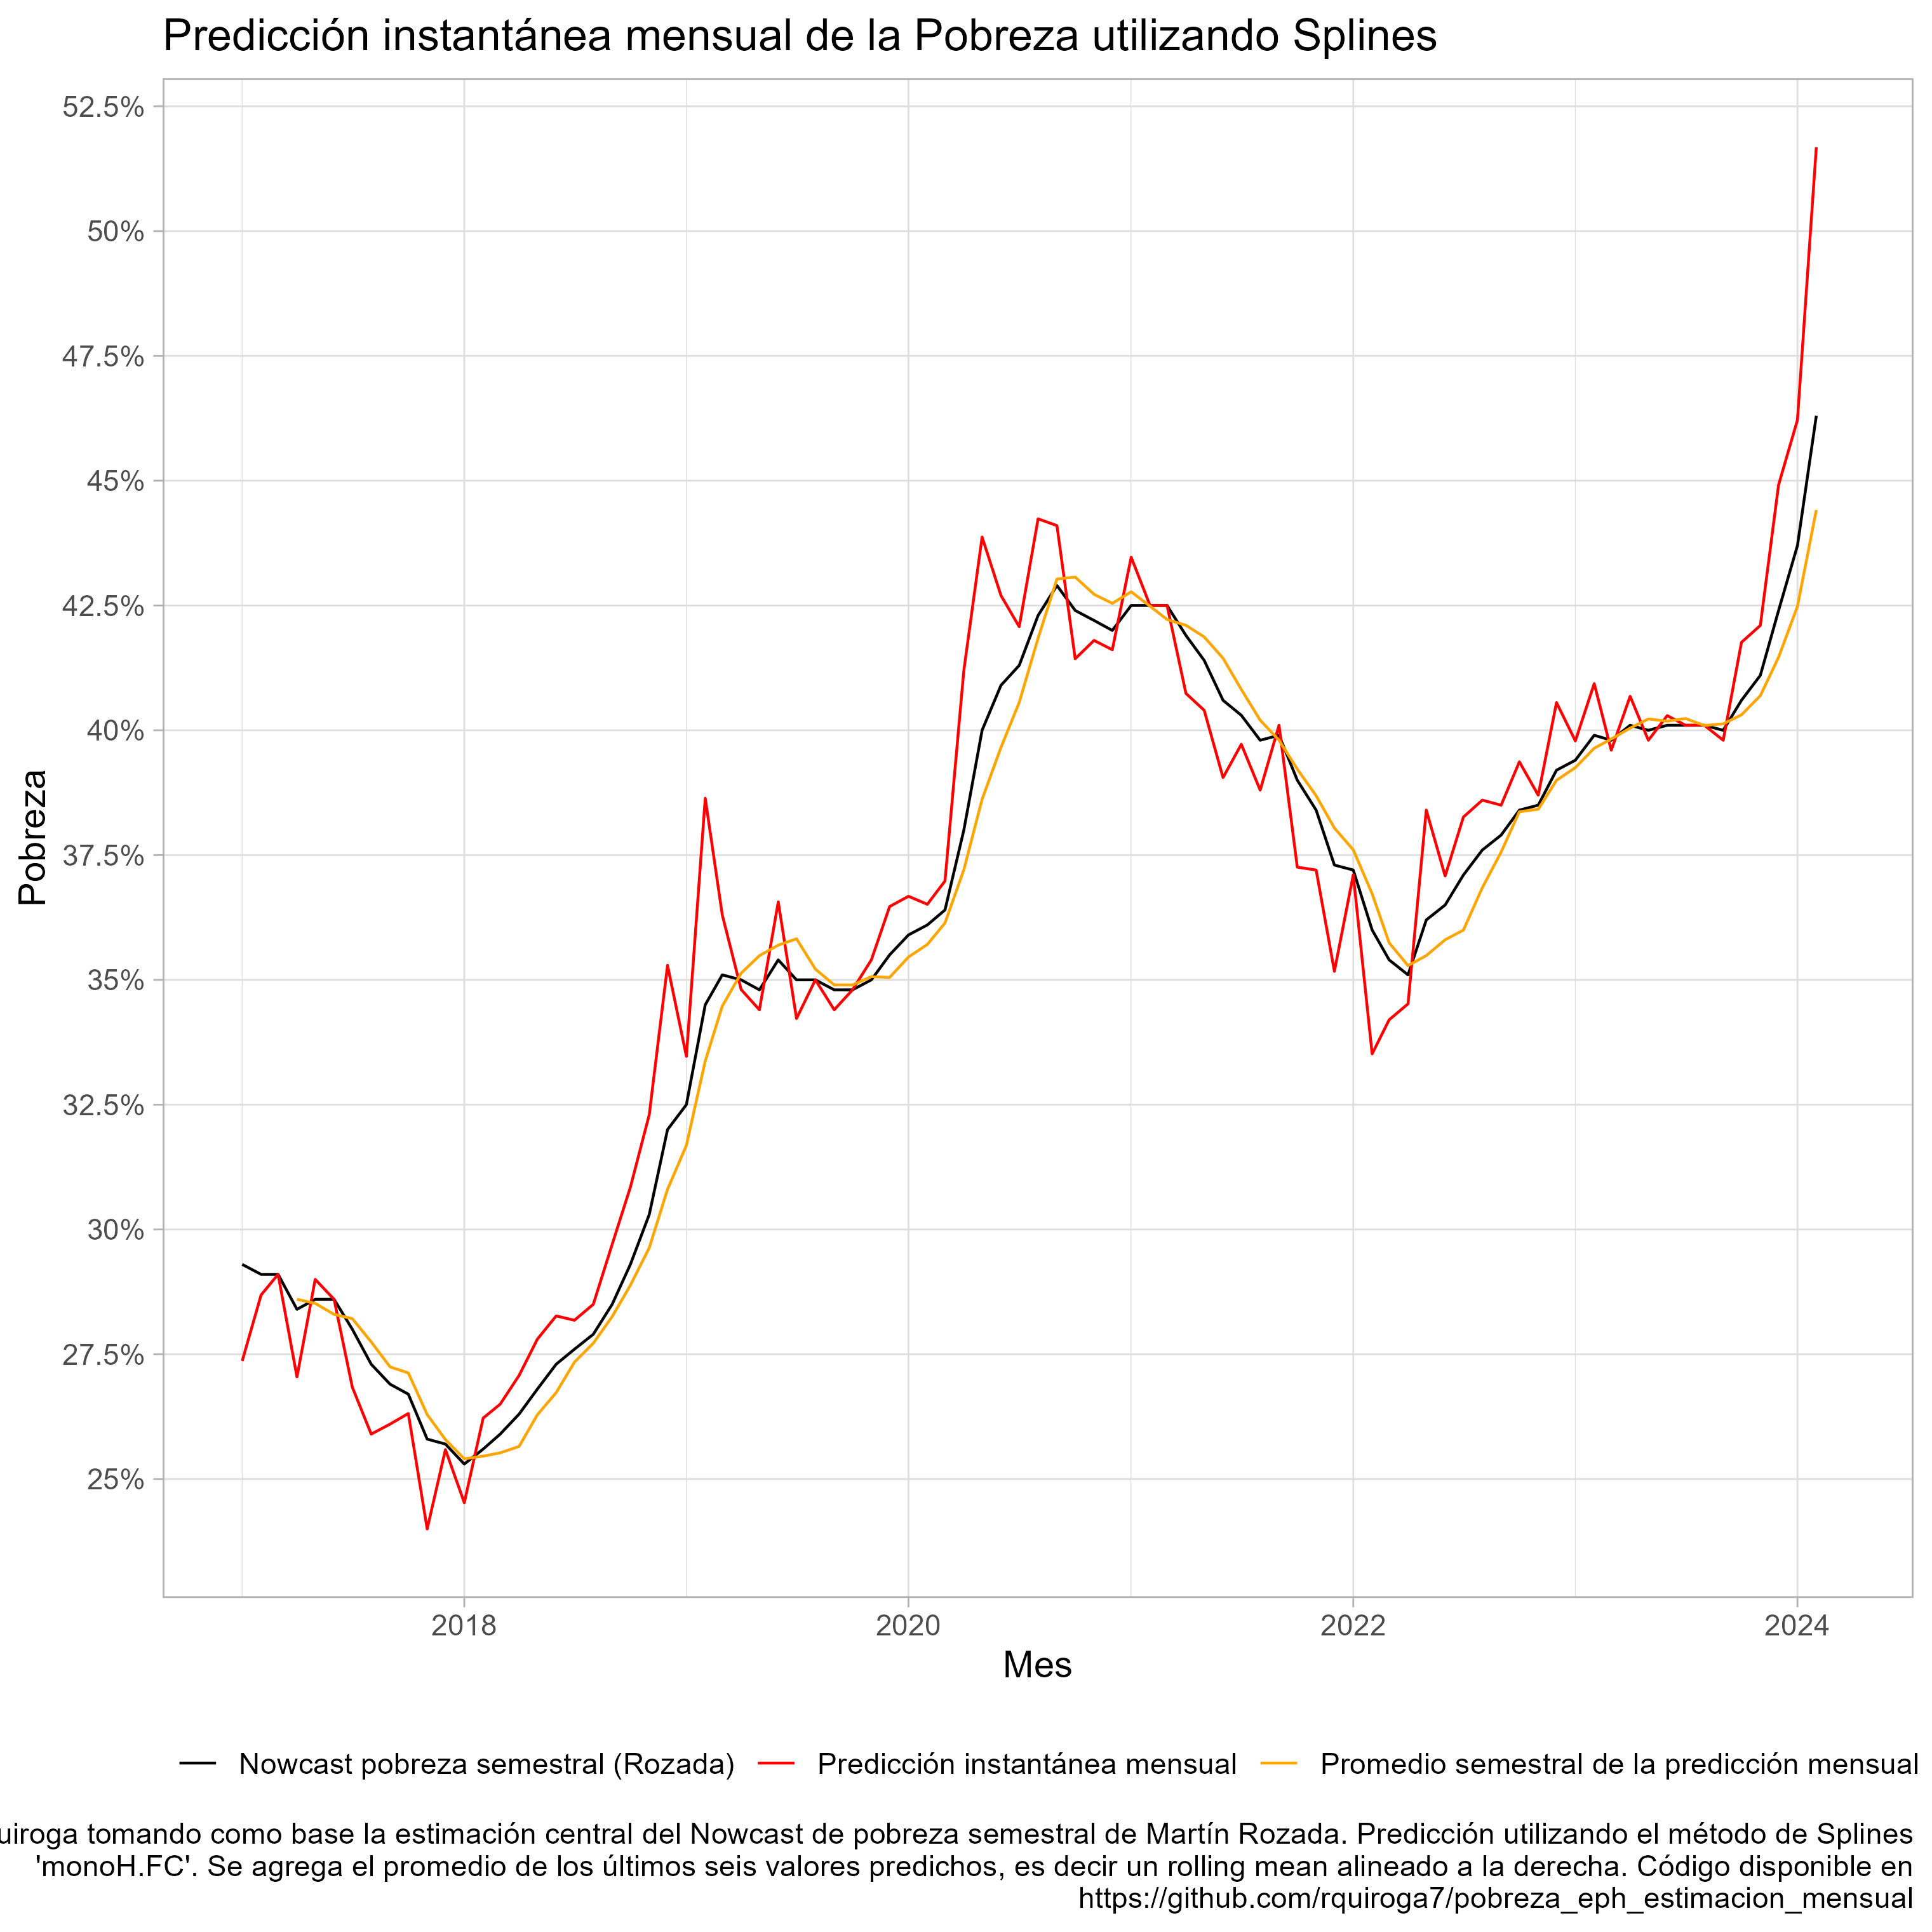 Predicción instantánea mensual de la Pobreza utilizando Splines
52.5%
50%
47.5%
45%
42.5%
40%
37.5%
35%
32.5%
30%
27.5%
25%
Pobreza
2018 2020 2022 2024
Mes
Nowcast pobreza semestral (Rozada) Predicción instantánea mensual Promedio semestral de la predicción mensual
uiroga tomando como base la estimación central del Nowcast de pobreza semestral de Martín Rozada. Predicción utilizando el método de Splines
'monoH.FC'. Se agrega el promedio de los últimos seis valores predichos, es decir un rolling mean alineado a la derecha. Código disponible en
https://github.com/rquiroga7/pobreza_eph_estimacion_mensual